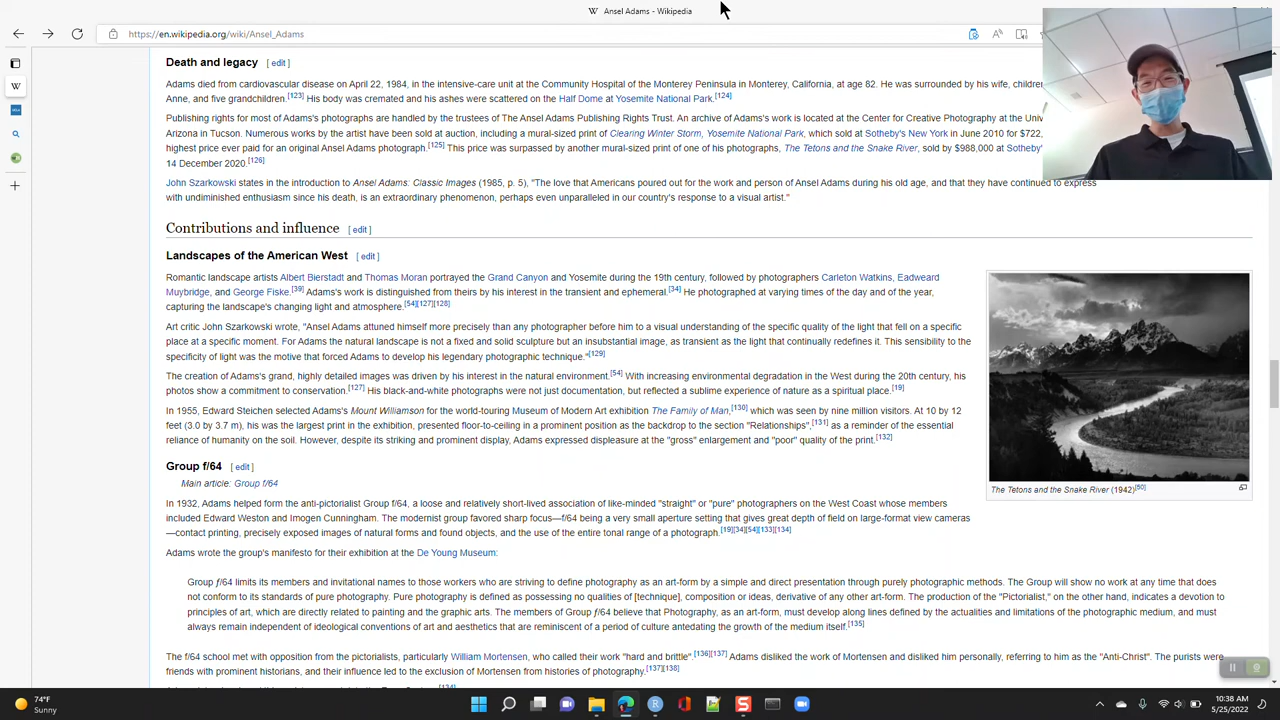 Ansel Adams - Wikipedia
https://en.wikipedia.org/wiki/Ansel_Adams
Death and legacy [ edit ]
Adams died from cardiovascular disease on April 22, 1984, in the intensive-care unit at the Community Hospital of the Monterey Peninsula in Monterey, California, at age 82. He was surrounded by his wife, children
Anne, and five grandchildren.[123] His body was cremated and his ashes were scattered on the Half Dome at Yosemite National Park.[124]
Publishing rights for most of Adams's photographs are handled by the trustees of The Ansel Adams Publishing Rights Trust. An archive of Adams's work is located at the Center for Creative Photography at the
Arizona in Tucson. Numerous works by the artist have been sold at auction, including a mural-sized print of Clearing Winter Storm, Yosemite National Park, which sold at Sotheby's New York in June 2010 for $722,
highest price ever paid for an original Ansel Adams photograph.[125] This price was surpassed by another mural-sized print of one of his photographs, The Tetons and the Snake River, sold by $988,000 at Sotheby'
14 December 2020.[126]
John Szarkowski states in the introduction to Ansel Adams: Classic Images (1985, p. 5), "The love that Americans poured out for the work and person of Ansel Adams during his old age, and that they have continued to express
with undiminished enthusiasm since his death, is an extraordinary phenomenon, perhaps even unparalleled in our country's response to a visual artist."
Contributions and influence [ edit ]
Landscapes of the American West [ edit ]
Romantic landscape artists Albert Bierstadt and Thomas Moran portrayed the Grand Canyon and Yosemite during the 19th century, followed by photographers Carleton Watkins, Eadweard
Muybridge, and George Fiske.[39] Adams's work is distinguished from theirs by his interest in the transient and ephemeral.[34] He photographed at varying times of the day and of the year,
capturing the landscape's changing light and atmosphere.[54][127][128]
Art critic John Szarkowski wrote, "Ansel Adams attuned himself more precisely than any photographer before him to a visual understanding of the specific quality of the light that fell on a specific
place at a specific moment. For Adams the natural landscape is not a fixed and solid sculpture but an insubstantial image, as transient as the light that continually redefines it. This sensibility to the
specificity of light was the motive that forced Adams to develop his legendary photographic technique."[129]
The creation of Adams's grand, highly detailed images was driven by his interest in the natural environment.[54] With increasing environmental degradation in the West during the 20th century, his
photos show a commitment to conservation.[127] His black-and-white photographs were not just documentation, but reflected a sublime experience of nature as a spiritual place.[19]
In 1955, Edward Steichen selected Adams's Mount Williamson for the world-touring Museum of Modern Art exhibition The Family of Man,[130] which was seen by nine million visitors. At 10 by 12
feet (3.0 by 3.7 m), his was the largest print in the exhibition, presented floor-to-ceiling in a prominent position as the backdrop to the section "Relationships",[131] as a reminder of the essential
reliance of humanity on the soil. However, despite its striking and prominent display, Adams expressed displeasure at the "gross" enlargement and "poor" quality of the print.[132]
The Tetons and the Snake River (1942)[50]
Group f/64 [ edit ]
Main article: Group f/64
In 1932, Adams helped form the anti-pictorialist Group f/64, a loose and relatively short-lived association of like-minded "straight" or "pure" photographers on the West Coast whose members
included Edward Weston and Imogen Cunningham. The modernist group favored sharp focus—f/64 being a very small aperture setting that gives great depth of field on large-format view cameras
—contact printing, precisely exposed images of natural forms and found objects, and the use of the entire tonal range of a photograph.[19][34][54][133][134]
Adams wrote the group's manifesto for their exhibition at the De Young Museum:
Group ƒ/64 limits its members and invitational names to those workers who are striving to define photography as an art-form by a simple and direct presentation through purely photographic methods. The Group will show no work at any time that does
not conform to its standards of pure photography. Pure photography is defined as possessing no qualities of [technique], composition or ideas, derivative of any other art-form. The production of the "Pictorialist," on the other hand, indicates a devotion to
principles of art, which are directly related to painting and the graphic arts. The members of Group ƒ/64 believe that Photography, as an art-form, must develop along lines defined by the actualities and limitations of the photographic medium, and must
always remain independent of ideological conventions of art and aesthetics that are reminiscent of a period of culture antedating the growth of the medium itself.[135]
The f/64 school met with opposition from the pictorialists, particularly William Mortensen, who called their work "hard and brittle".[136][137] Adams disliked the work of Mortensen and disliked him personally, referring to him as the "Anti-Christ". The purists were
friends with prominent historians, and their influence led to the exclusion of Mortensen from histories of photography.[137][138]
74°F
Sunny
10:38 AM
5/25/2022